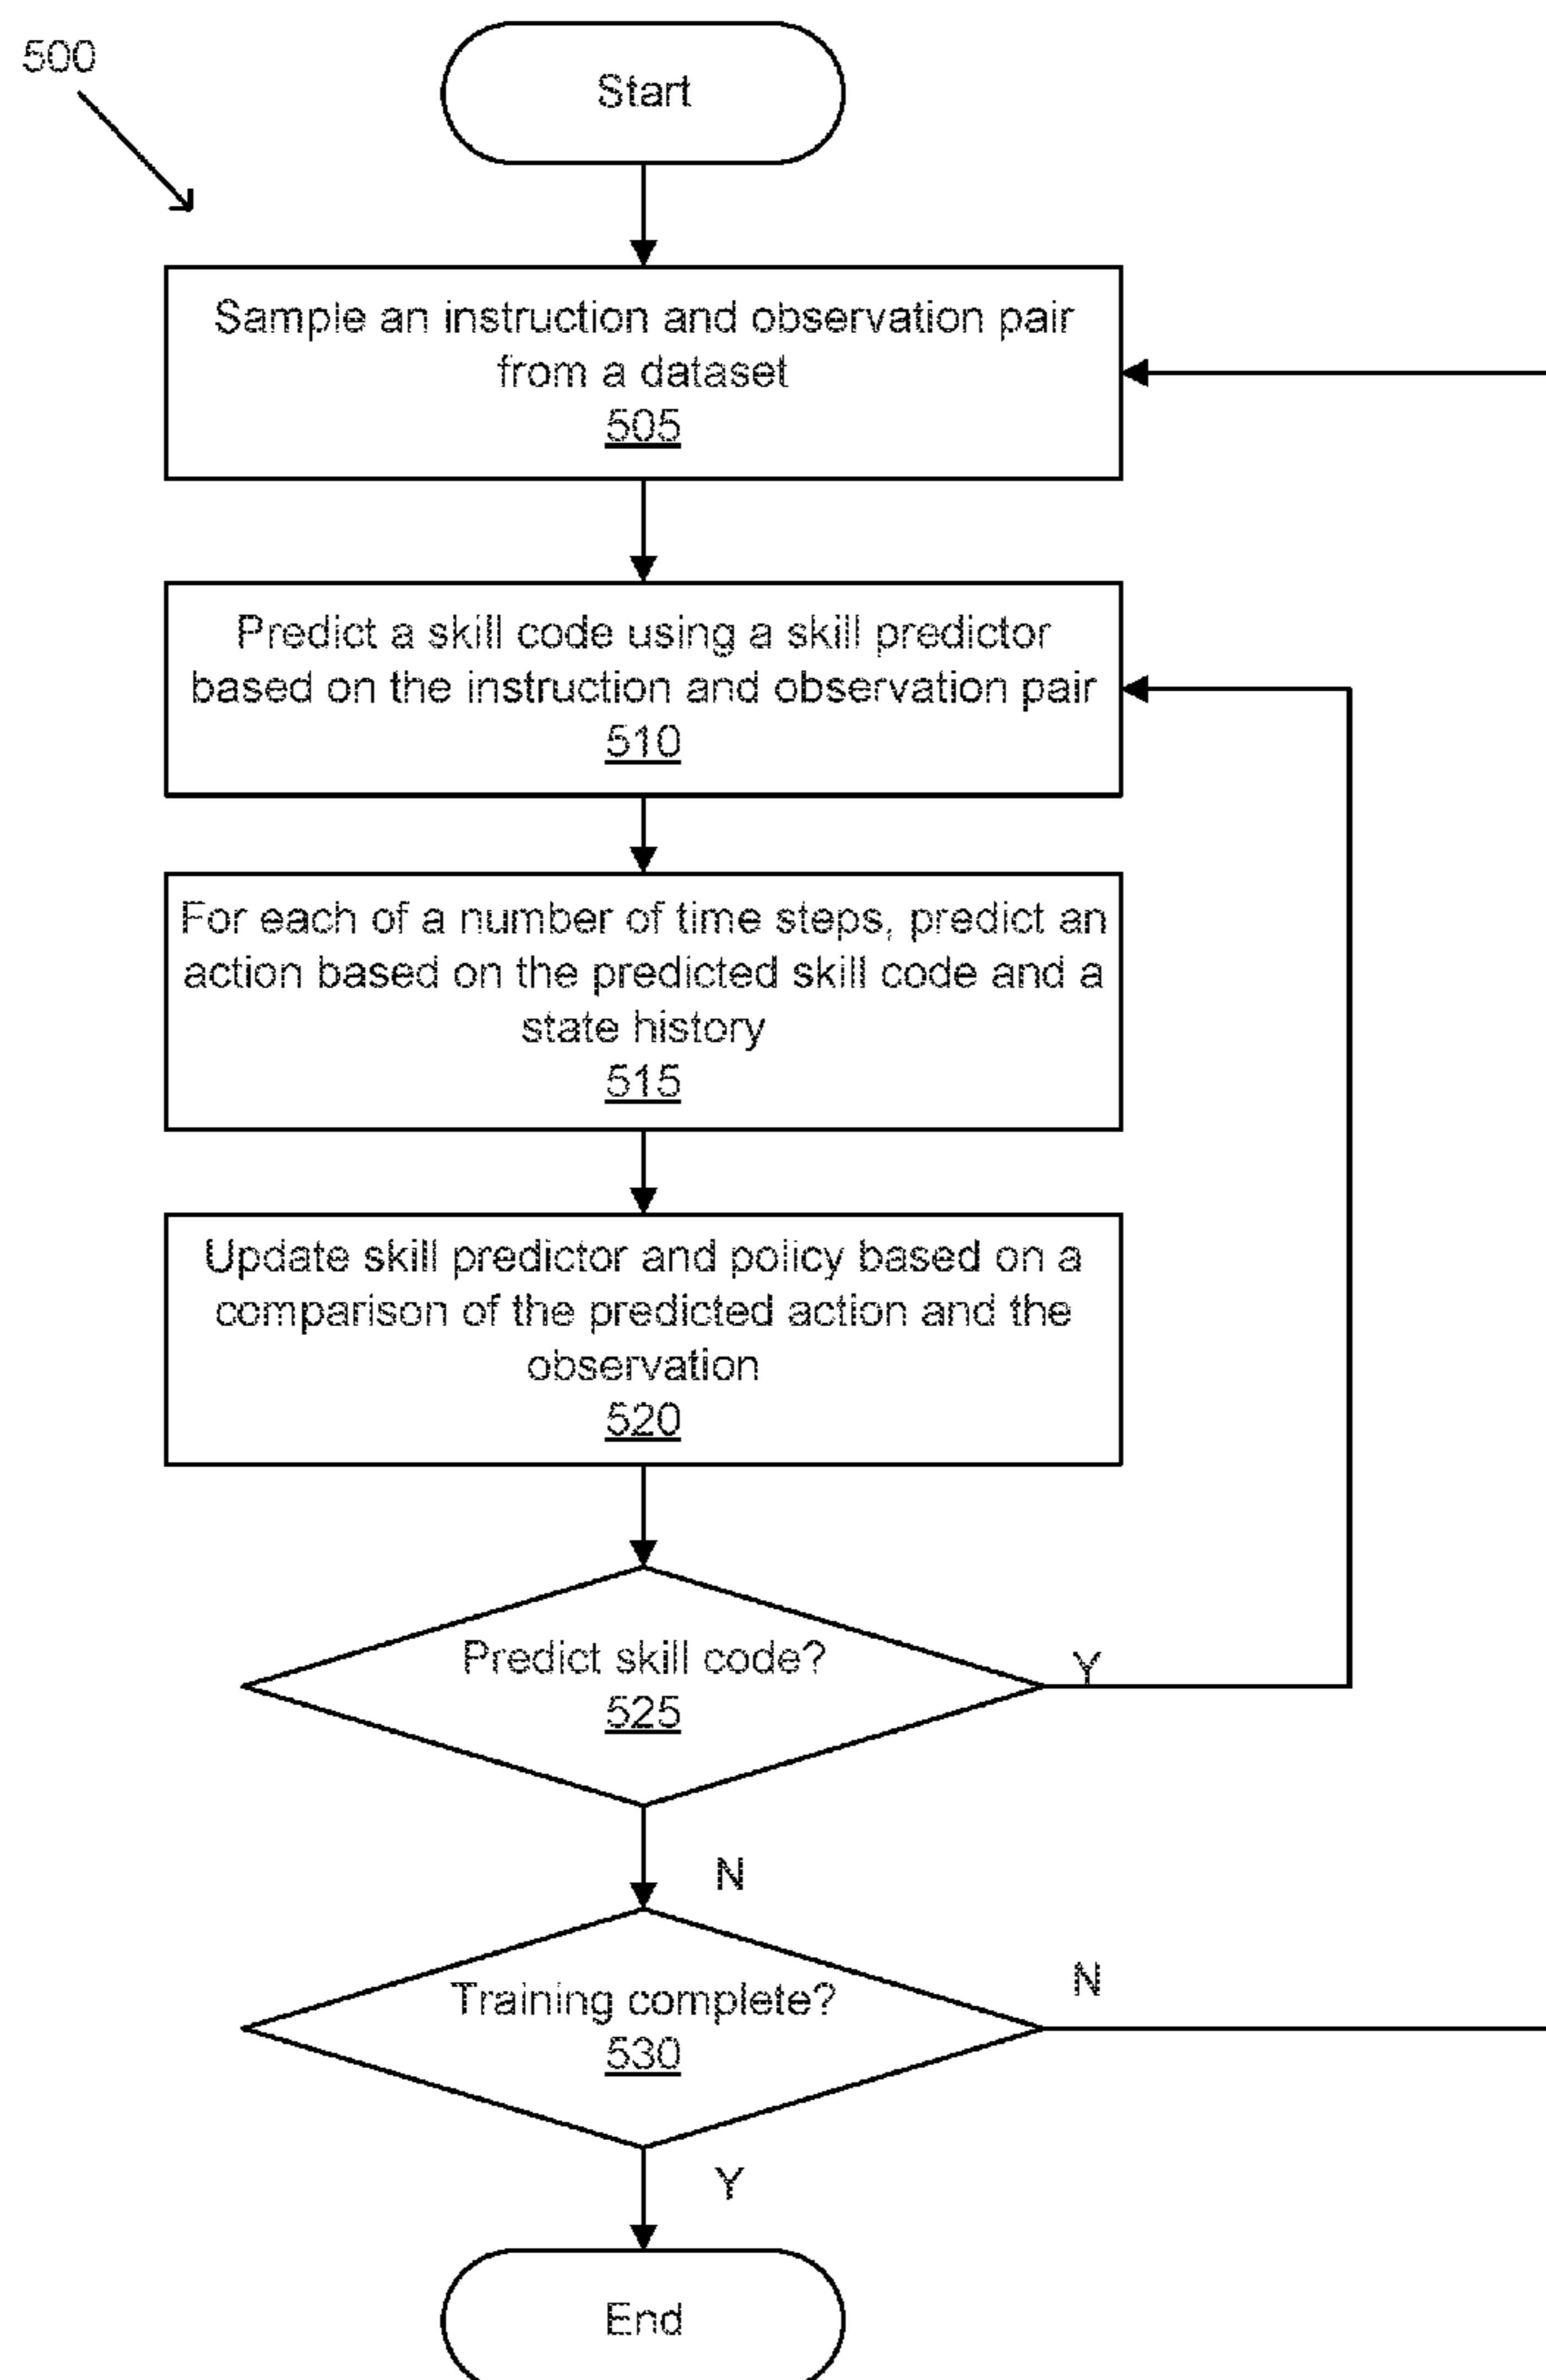 500
Start
Sample an instruction and observation pair
from a dataset
505
Predict a skill code using a skill predictor
based on the instruction and observation pair
510
For each of a number of time steps, predict an
action based on the predicted skill code and a
state history
515
Update skill predictor and policy based on a
comparison of the predicted action and the
observation
520
Predict skill code?
525
Y
N
Training complete?
530
N
Y
End